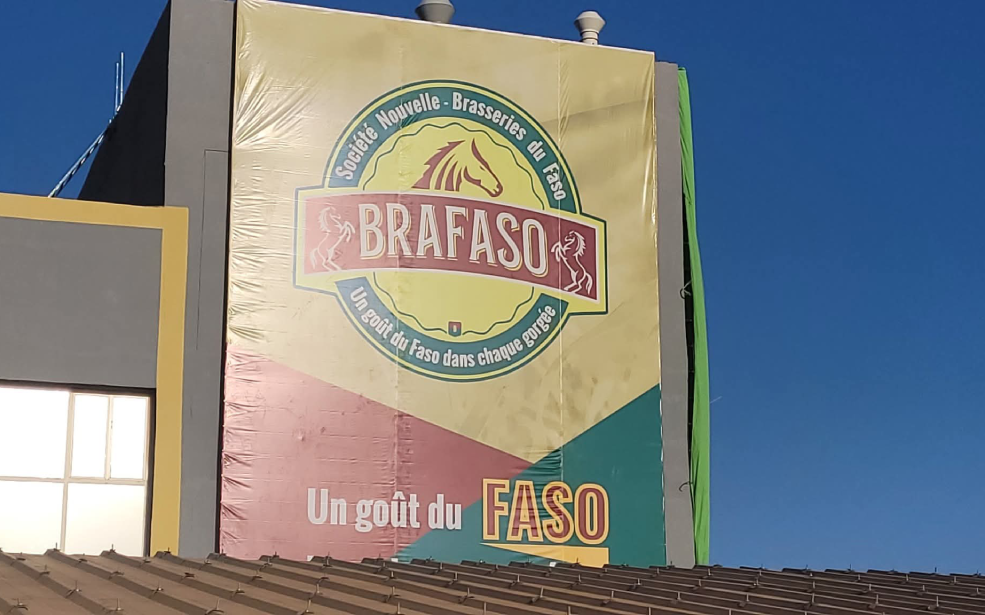 Société Nouvelle - Brasseries du Faso
BRAFASO
Un goût du Faso dans chaque gorgée
Un goût du FASO